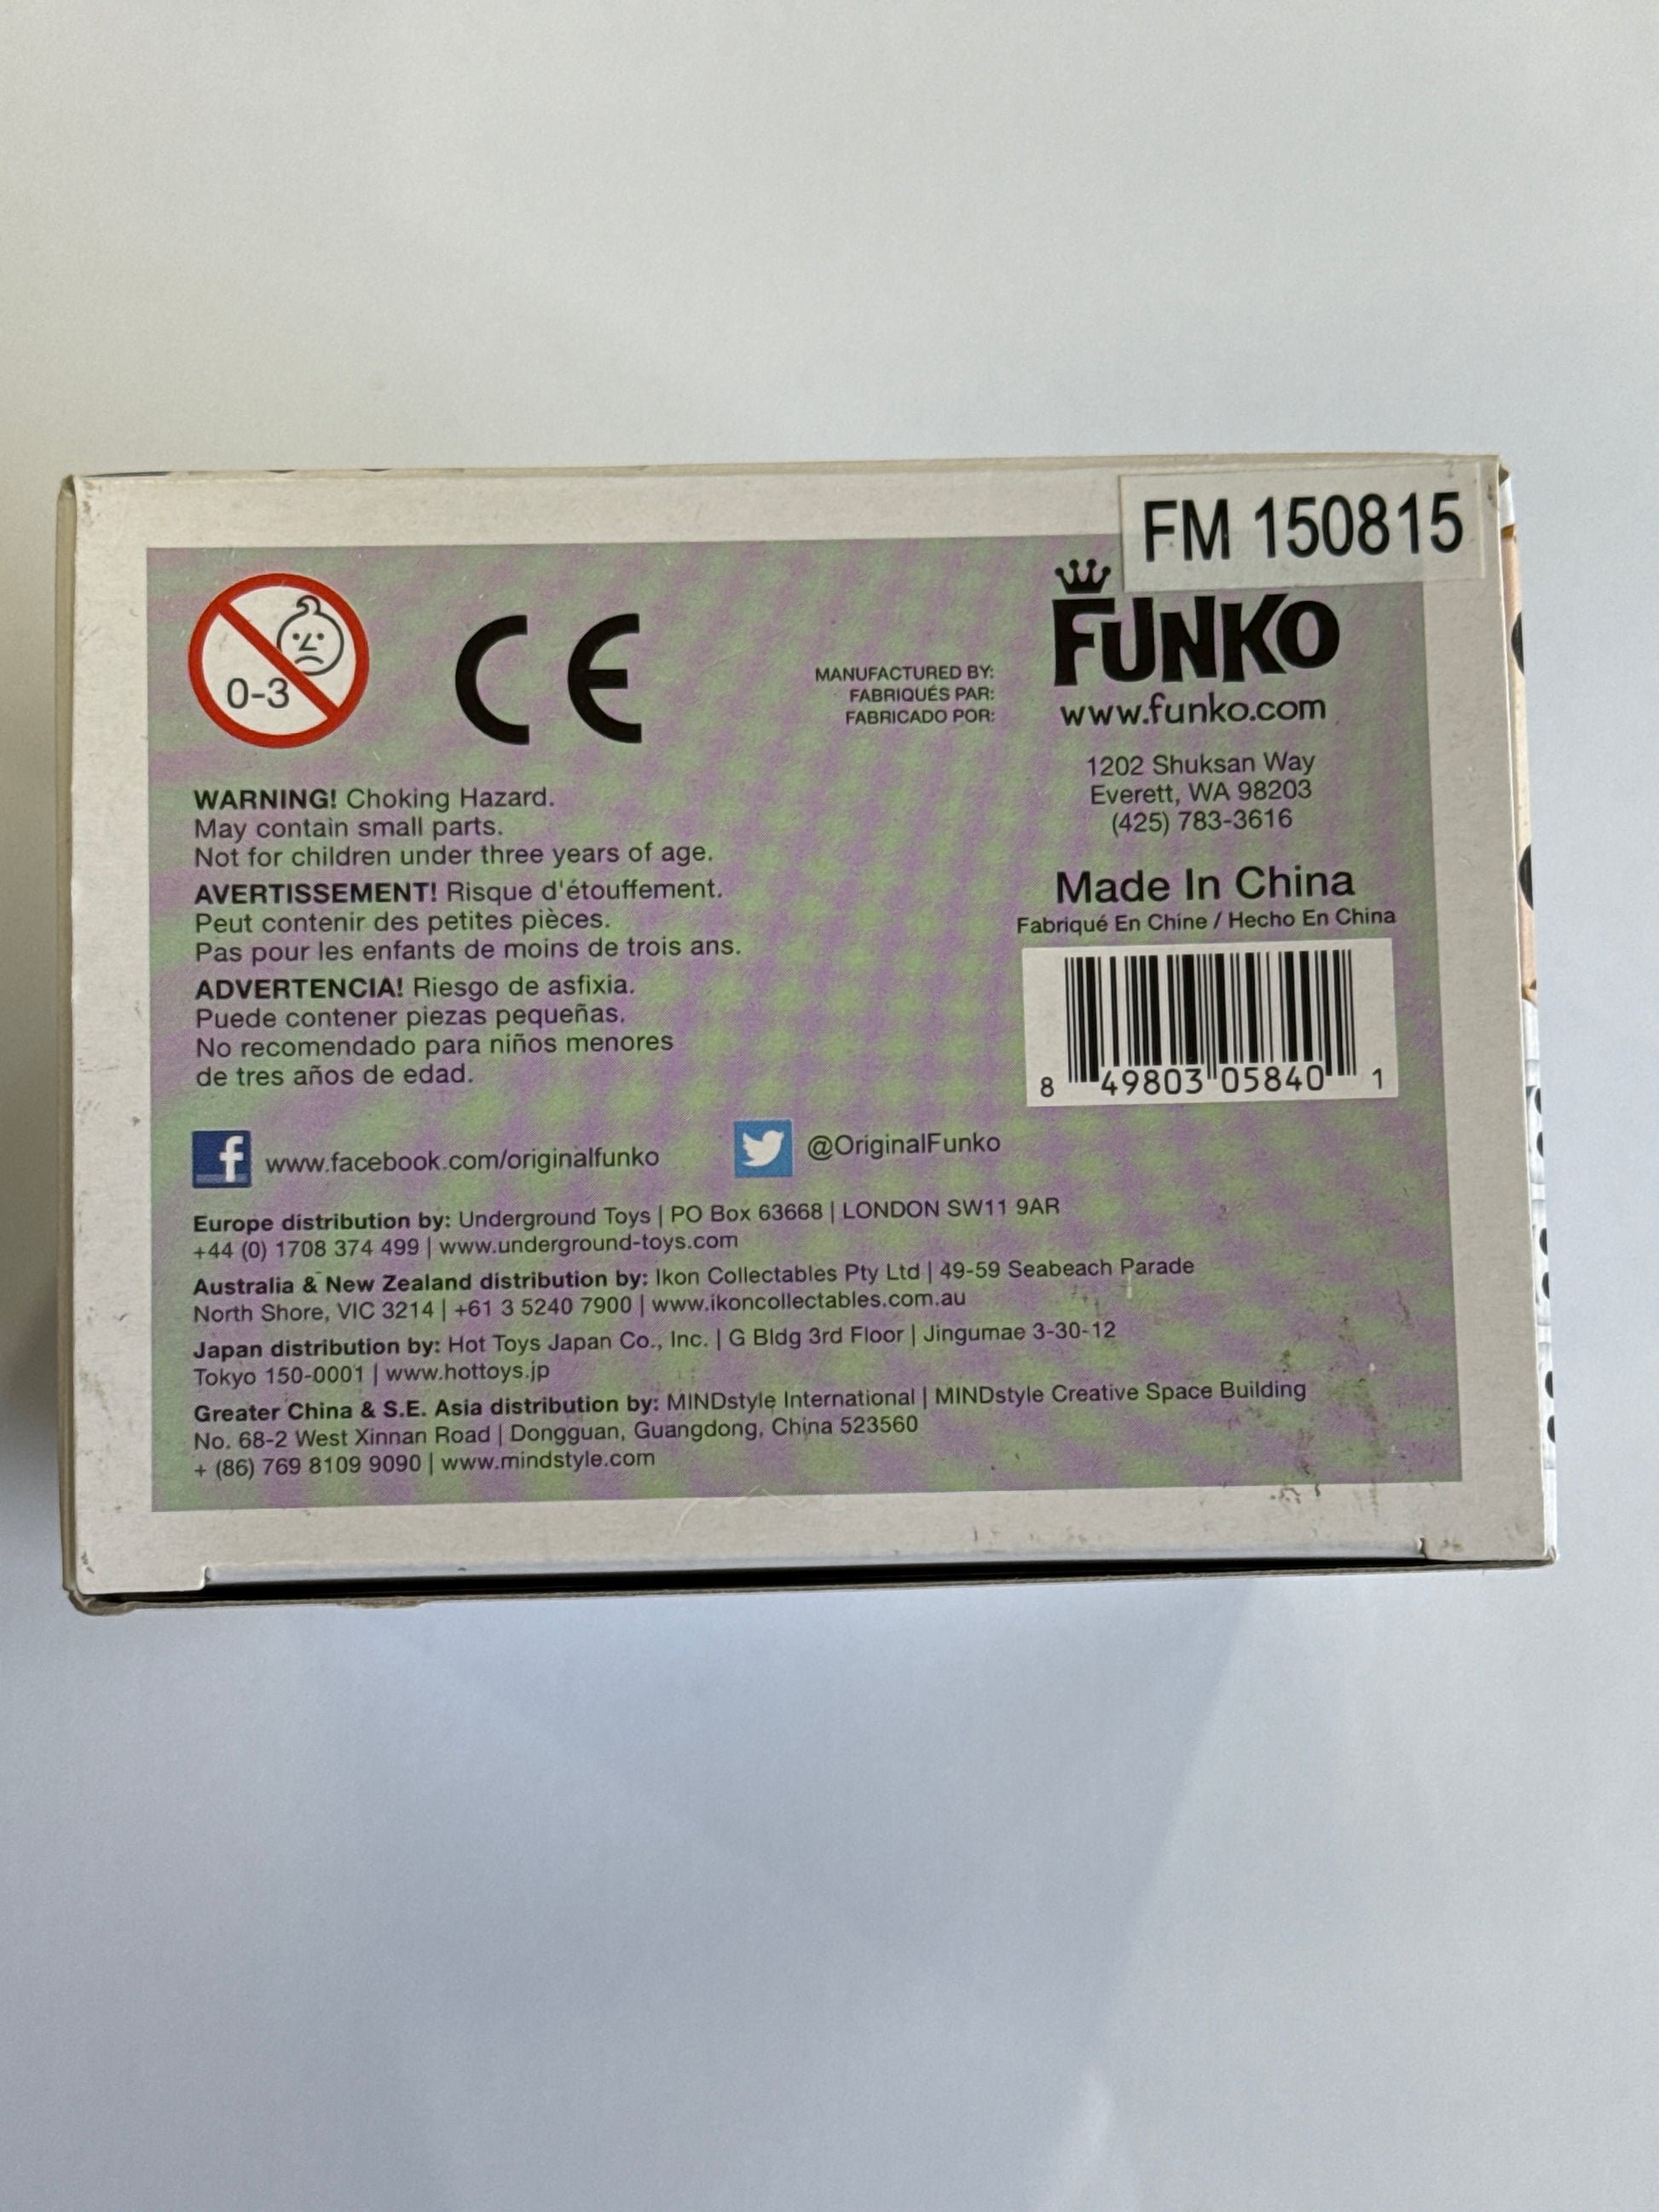 FM 150815
0-3
CE
MANUFACTURED BY:
FABRIQUÉS PAR:
FABRICADO POR:
FUNKO
www.funko.com
1202 Shuksan Way
Everett, WA 98203
(425) 783-3616
WARNING! Choking Hazard.
May contain small parts.
Not for children under three years of age.
AVERTISSEMENT! Risque d'étouffement.
Peut contenir des petites pièces.
Pas pour les enfants de moins de trois ans.
ADVERTENCIA! Riesgo de asfixia.
Puede contener piezas pequeñas.
No recomendado para niños menores
de tres años de edad.
Made In China
Fabriqué En Chine / Hecho En China
8 49803 05840 1
f www.facebook.com/originalfunko
@OriginalFunko
Europe distribution by: Underground Toys | PO Box 63668 | LONDON SW11 9AR
+44 (0) 1708 374 499 | www.underground-toys.com
Australia & New Zealand distribution by: Ikon Collectables Pty Ltd | 49-59 Seabeach Parade
North Shore, VIC 3214 | +61 3 5240 7900 | www.ikoncollectables.com.au
Japan distribution by: Hot Toys Japan Co., Inc. | G Bldg 3rd Floor | Jingumae 3-30-12
Tokyo 150-0001 | www.hottoys.jp
Greater China & S.E. Asia distribution by: MINDstyle International | MINDstyle Creative Space Building
No. 68-2 West Xinnan Road | Dongguan, Guangdong, China 523560
+ (86) 769 8109 9090 | www.mindstyle.com